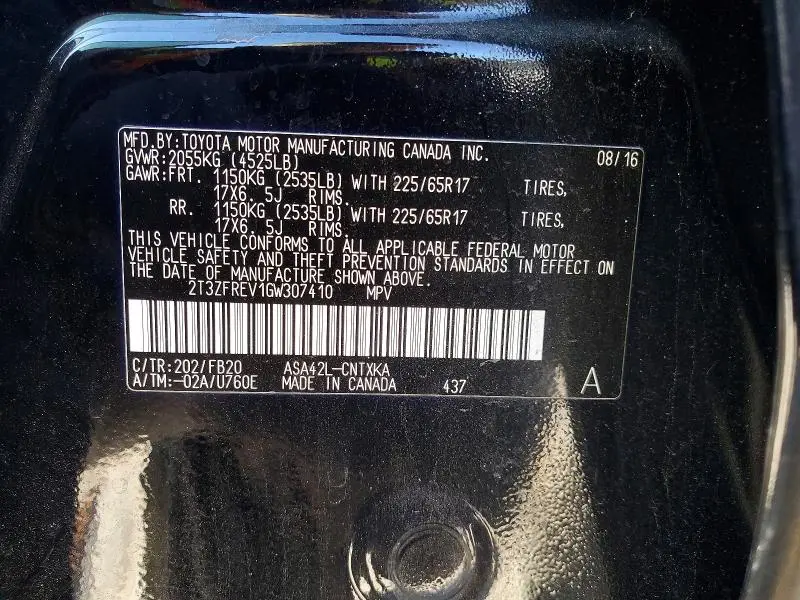 MFD.BY:TOYOTA MOTOR MANUFACTURING CANADA INC. 08/16
GVWR:2055KG (4525LB)
GAWR:FRT. 1150KG (2535LB) WITH 225/65R17 TIRES,
17X6.5J RIMS.
RR. 1150KG (2535LB) WITH 225/65R17 TIRES,
17X6.5J RIMS.
THIS VEHICLE CONFORMS TO ALL APPLICABLE FEDERAL MOTOR
VEHICLE SAFETY AND THEFT PREVENTION STANDARDS IN EFFECT ON
THE DATE OF MANUFACTURE SHOWN ABOVE.
2T3ZFREV1GW307410 MPV
C/TR:202/FB20 ASA42L-CNTXKA
A/TM:-02A/U760E MADE IN CANADA 437 A